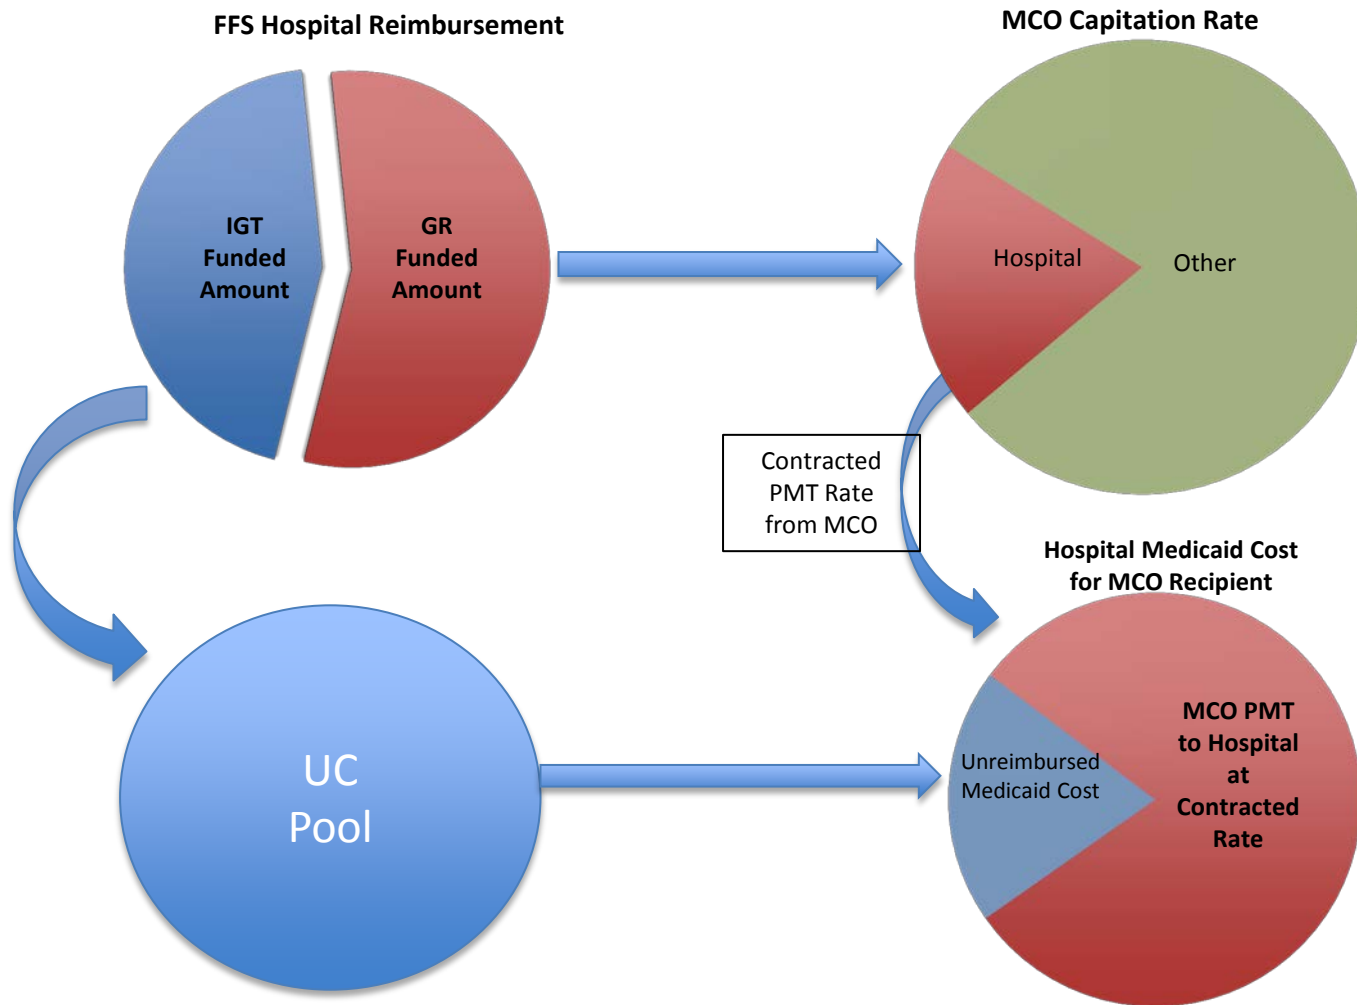 FFS Hospital Reimbursement
MCO Capitation Rate
IGT
Funded
Amount
GR
Funded
Amount
Hospital
Other
Contracted
PMT Rate
from MCO
Hospital Medicaid Cost
for MCO Recipient
UC
Pool
Unreimbursed
Medicaid Cost
MCO PMT
to Hospital
at
Contracted
Rate